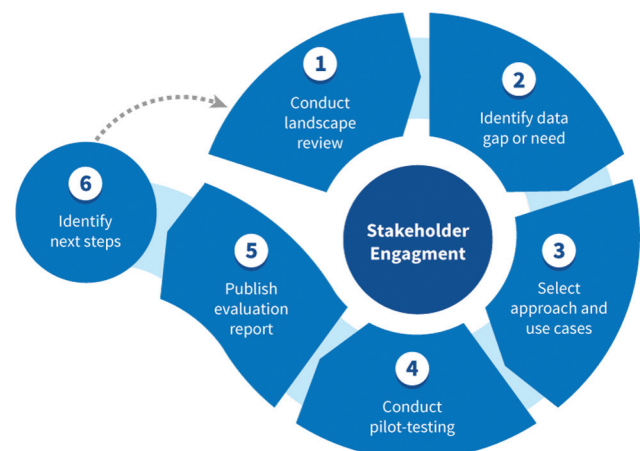 1
Conduct
landscape
review
2
Identify data
gap or need
3
Select
approach and
use cases
4
Conduct
pilot-testing
5
Publish
evaluation
report
6
Identify
next steps
Stakeholder
Engagment